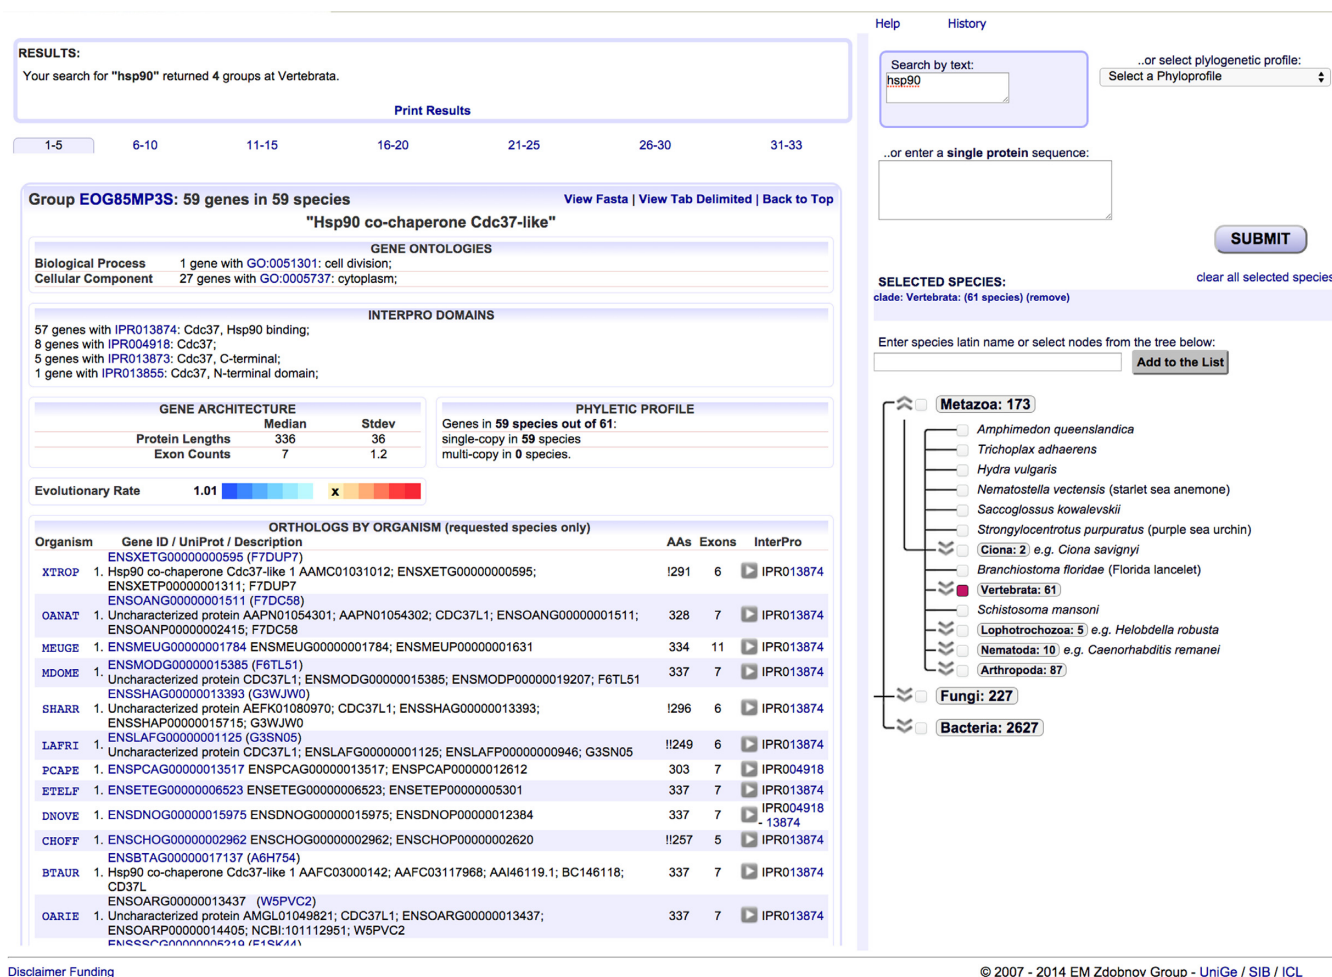 Help History
RESULTS:
Your search for "hsp90" returned 4 groups at Vertebrata.
Print Results
1-5 6-10 11-15 16-20 21-25 26-30 31-33
Group EOG85MP3S: 59 genes in 59 species View Fasta | View Tab Delimited | Back to Top
"Hsp90 co-chaperone Cdc37-like"
GENE ONTOLOGIES
Biological Process 1 gene with GO:0051301: cell division;
Cellular Component 27 genes with GO:0005737: cytoplasm;
INTERPRO DOMAINS
57 genes with IPR013874: Cdc37, Hsp90 binding;
8 genes with IPR004918: Cdc37;
5 genes with IPR013873: Cdc37, C-terminal;
1 gene with IPR013855: Cdc37, N-terminal domain;
GENE ARCHITECTURE
Median Stdev
Protein Lengths 336 36
Exon Counts 7 1.2
PHYLETIC PROFILE
Genes in 59 species out of 61:
single-copy in 59 species
multi-copy in 0 species.
Evolutionary Rate 1.01 x
ORTHOLOGS BY ORGANISM (requested species only)
Organism Gene ID / UniProt / Description AAs Exons InterPro
ENSXETG00000000595 (F7DUP7)
XTROP 1. Hsp90 co-chaperone Cdc37-like 1 AAMC01031012; ENSXETG00000000595; !291 6 IPR013874
ENSXETP00000001311; F7DUP7
ENSOANG00000001511 (F7DC58)
OANAT 1. Uncharacterized protein AAPN01054301; AAPN01054302; CDC37L1; ENSOANG00000001511; 328 7 IPR013874
ENSOANP00000002415; F7DC58
MEUGE 1. ENSMEUG00000001784 ENSMEUG00000001784; ENSMEUP00000001631 334 11 IPR013874
ENSMODG00000015385 (F6TL51)
MDOME 1. Uncharacterized protein CDC37L1; ENSMODG00000015385; ENSMODP00000019207; F6TL51 337 7 IPR013874
ENSSHAG00000013393 (G3WJW0)
SHARR 1. Uncharacterized protein AEFK01080970; CDC37L1; ENSSHAG00000013393; !296 6 IPR013874
ENSSHAP00000015715; G3WJW0
ENSLAFG00000001125 (G3SN05)
LAFRI 1. Uncharacterized protein CDC37L1; ENSLAFG00000001125; ENSLAFP00000000946; G3SN05 !!249 6 IPR013874
PCAPE 1. ENSPCAG00000013517 ENSPCAG00000013517; ENSPCAP00000012612 303 7 IPR004918
ETELF 1. ENSETEG00000006523 ENSETEG00000006523; ENSETEP00000005301 337 7 IPR013874
DNOVE 1. ENSDNOG00000015975 ENSDNOG00000015975; ENSDNOP00000012384 337 7 IPR004918 - 13874
CHOFF 1. ENSCHOG00000002962 ENSCHOG00000002962; ENSCHOP00000002620 !!257 5 IPR013874
ENSBTAG00000017137 (A6H754)
BTAUR 1. Hsp90 co-chaperone Cdc37-like 1 AAFC03000142; AAFC03117968; AAI46119.1; BC146118; 337 7 IPR013874
CD37L
ENSOARG00000013437 (W5PVC2)
OARIE 1. Uncharacterized protein AMGL01049821; CDC37L1; ENSOARG00000013437; 337 7 IPR013874
ENSOARP00000014405; NCBI:101112951; W5PVC2
ENSSSCG00000005219 (F1SK44)
Search by text:
hsp90
..or select plylogenetic profile:
Select a Phyloprofile
..or enter a single protein sequence:
SUBMIT
SELECTED SPECIES: clear all selected species
clade: Vertebrata: (61 species) (remove)
Enter species latin name or select nodes from the tree below:
Add to the List
Metazoa: 173
Amphimedon queenslandica
Trichoplax adhaerens
Hydra vulgaris
Nematostella vectensis (starlet sea anemone)
Saccoglossus kowalevskii
Strongylocentrotus purpuratus (purple sea urchin)
Ciona: 2 e.g. Ciona savignyi
Branchiostoma floridae (Florida lancelet)
Vertebrata: 61
Schistosoma mansoni
Lophotrochozoa: 5 e.g. Helobdella robusta
Nematoda: 10 e.g. Caenorhabditis remanei
Arthropoda: 87
Fungi: 227
Bacteria: 2627
Disclaimer Funding © 2007 - 2014 EM Zdobnov Group - UniGe / SIB / ICL